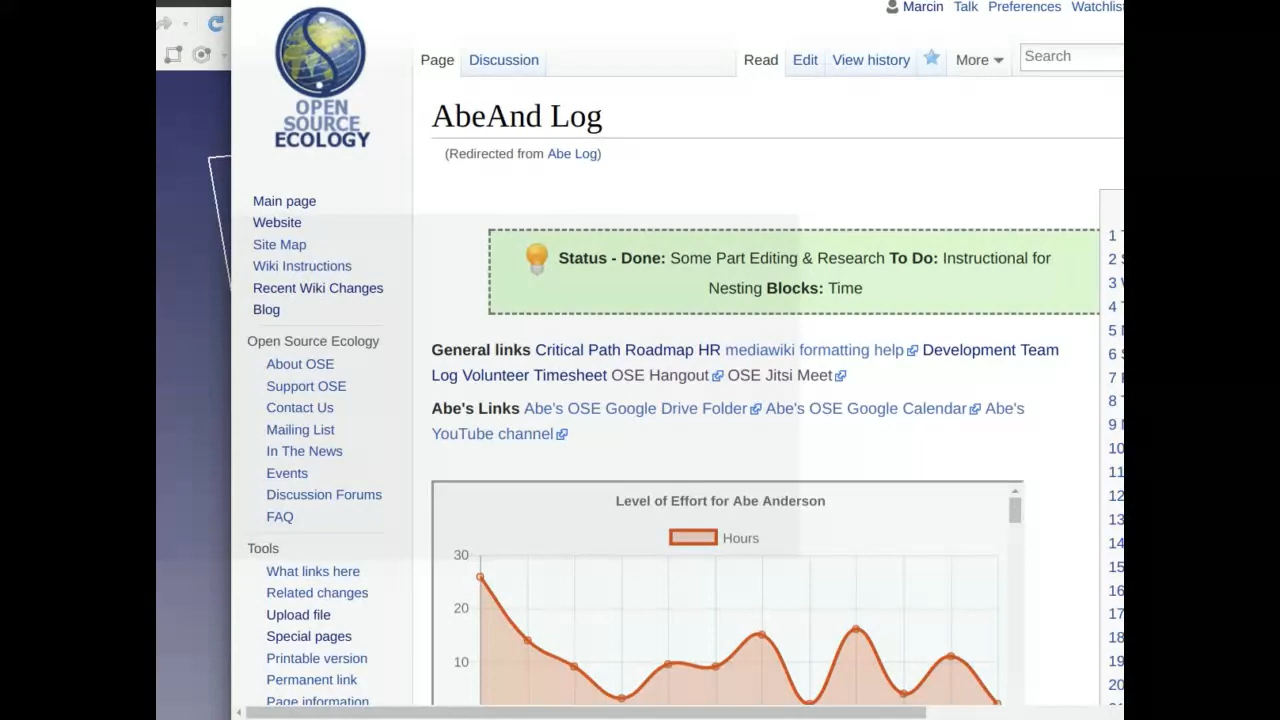 Marcin Talk Preferences Watchlis
Page Discussion Read Edit View history More Search
OPEN
SOURCE
ECOLOGY
AbeAnd Log
(Redirected from Abe Log)
Main page
Website
Site Map
Wiki Instructions
Recent Wiki Changes
Blog
Open Source Ecology
About OSE
Support OSE
Contact Us
Mailing List
In The News
Events
Discussion Forums
FAQ
Tools
What links here
Related changes
Upload file
Special pages
Printable version
Permanent link
Page information
Status - Done: Some Part Editing & Research To Do: Instructional for
Nesting Blocks: Time
General links Critical Path Roadmap HR mediawiki formatting help Development Team
Log Volunteer Timesheet OSE Hangout OSE Jitsi Meet
Abe's Links Abe's OSE Google Drive Folder Abe's OSE Google Calendar Abe's
YouTube channel
Level of Effort for Abe Anderson
Hours
30
20
10
1
2
3
4
5
6
7
8
9
10
11
12
13
14
15
16
17
18
19
20